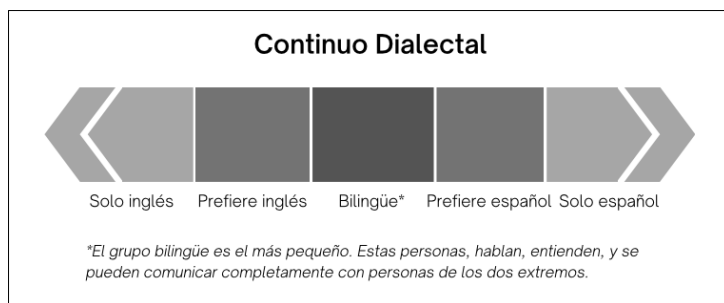 Continuo Dialectal
Solo inglés
Prefiere inglés
Bilingüe*
Prefiere español
Solo español
*El grupo bilingüe es el más pequeño. Estas personas, hablan, entienden, y se
pueden comunicar completamente con personas de los dos extremos.